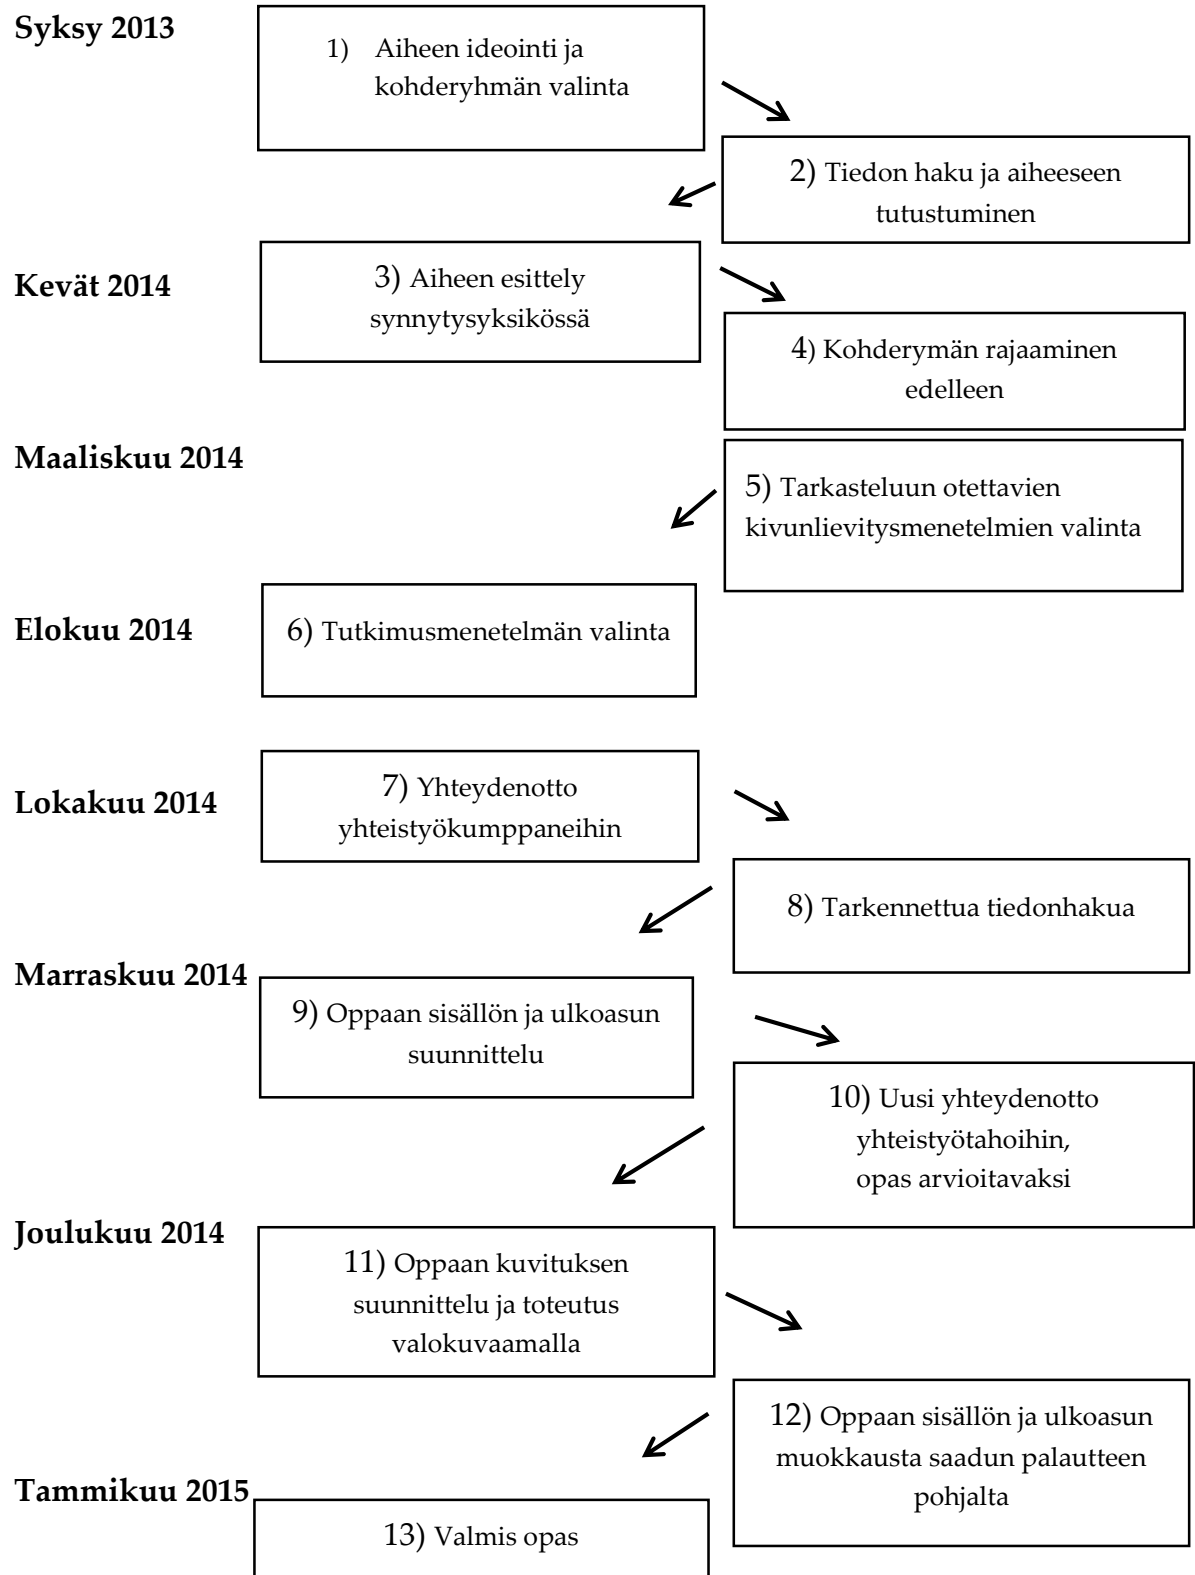 Syksy 2013
1) Aiheen ideointi ja
kohderyhmän valinta
2) Tiedon haku ja aiheeseen
tutustuminen
Kevät 2014
3) Aiheen esittely
synnytysyksikössä
4) Kohderymän rajaaminen
edelleen
Maaliskuu 2014
5) Tarkasteluun otettavien
kivunlievitysmenetelmien valinta
Elokuu 2014
6) Tutkimusmenetelmän valinta
Lokakuu 2014
7) Yhteydenotto
yhteistyökumppaneihin
8) Tarkennettua tiedonhakua
Marraskuu 2014
9) Oppaan sisällön ja ulkoasun
suunnittelu
10) Uusi yhteydenotto
yhteistyötahoihin,
opas arvioitavaksi
Joulukuu 2014
11) Oppaan kuvituksen
suunnittelu ja toteutus
valokuvaamalla
12) Oppaan sisällön ja ulkoasun
muokkausta saadun palautteen
pohjalta
Tammikuu 2015
13) Valmis opas